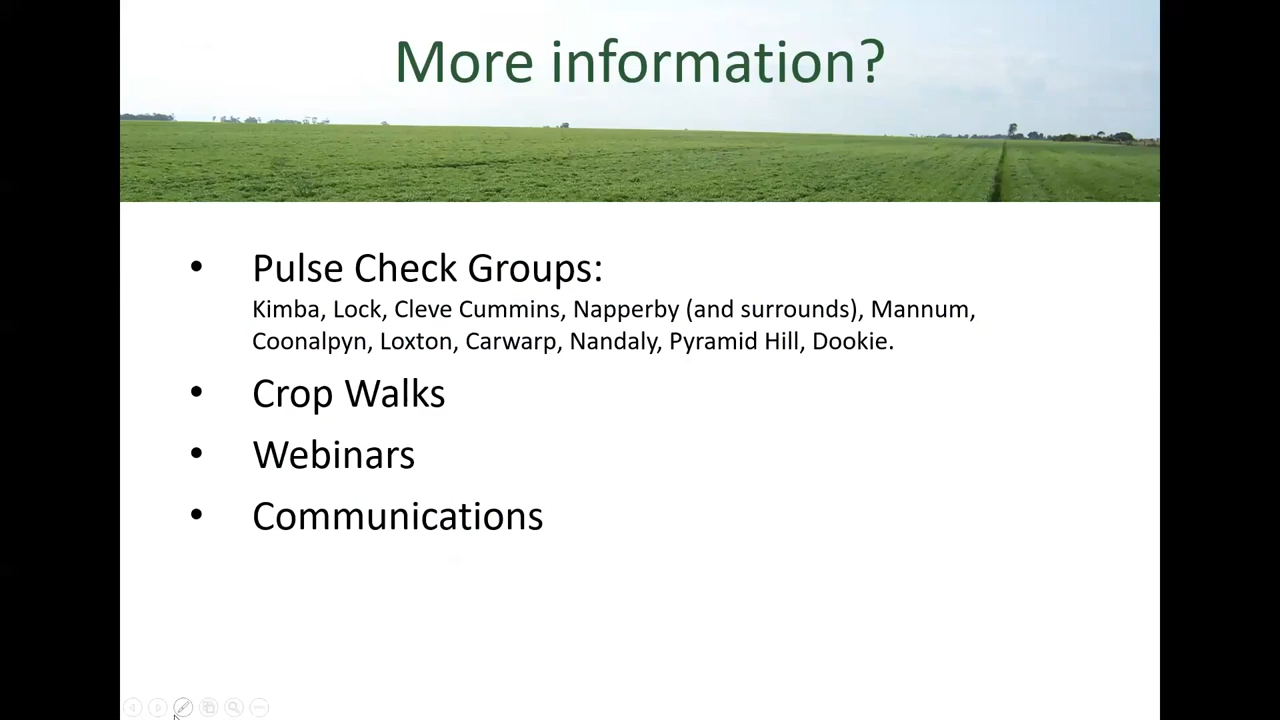 More information?
• Pulse Check Groups:
Kimba, Lock, Cleve Cummins, Napperby (and surrounds), Mannum,
Coonalpyn, Loxton, Carwarp, Nandaly, Pyramid Hill, Dookie.
• Crop Walks
• Webinars
• Communications